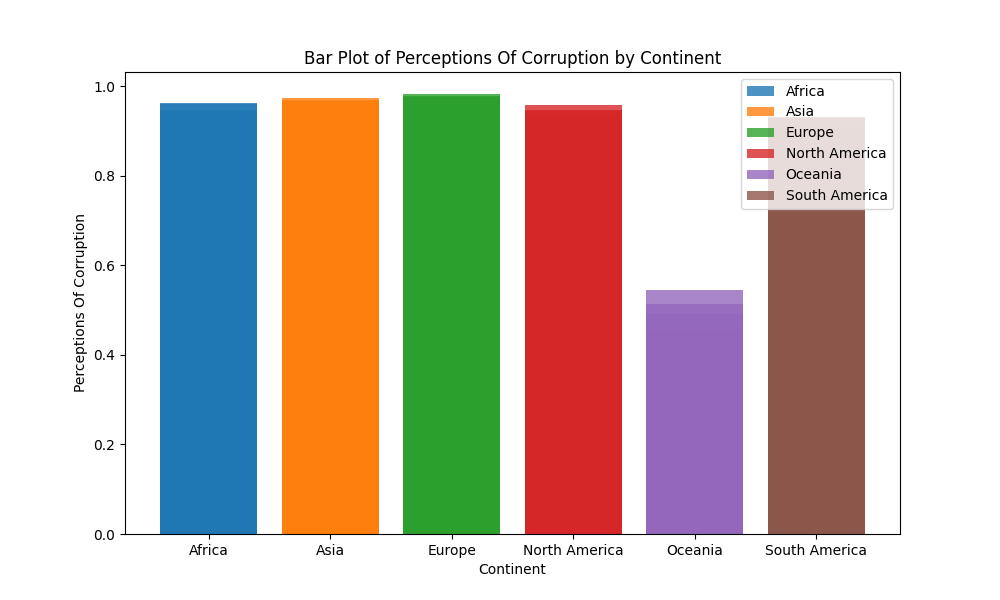 Bar Plot of Perceptions Of Corruption by Continent
Perceptions Of Corruption
1.0
0.8
0.6
0.4
0.2
0.0
Africa
Asia
Europe
North America
Oceania
South America
Africa
Asia
Europe
North America
Oceania
South America
Continent